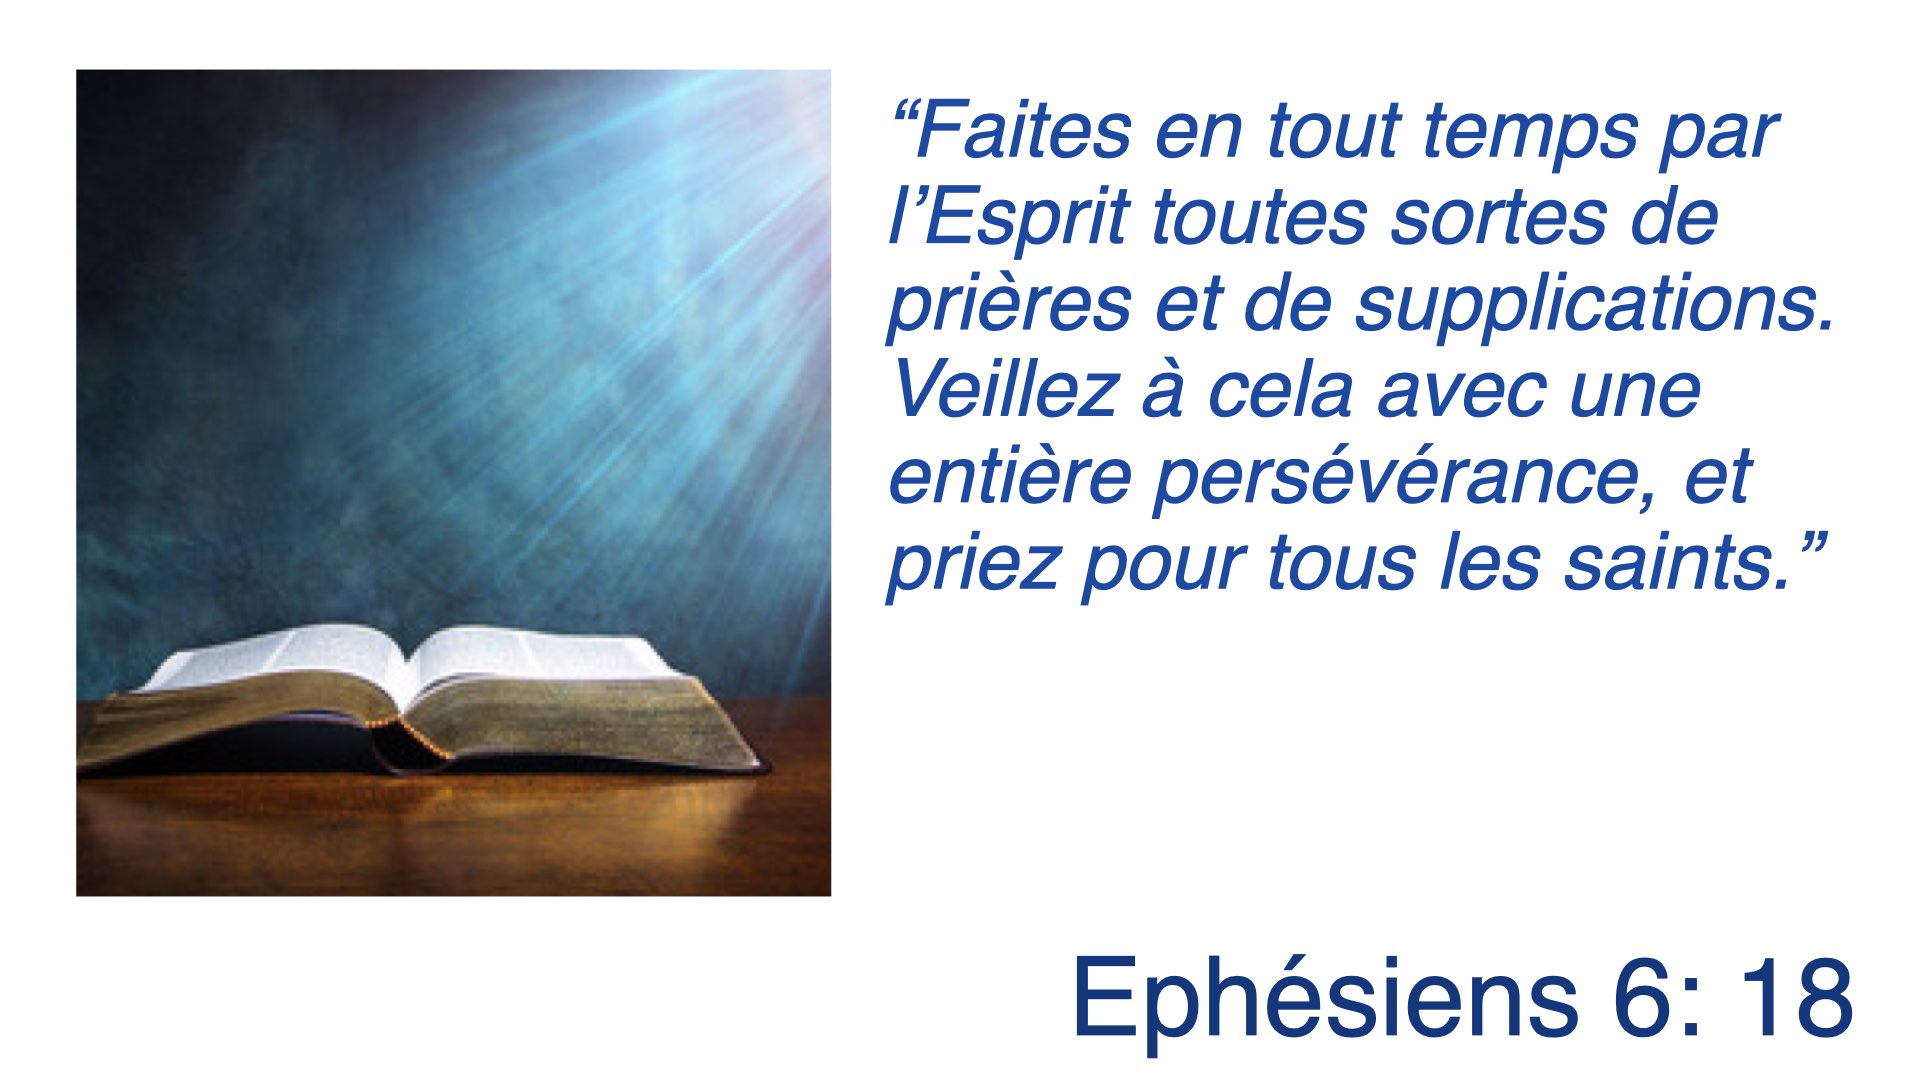 “Faites en tout temps par
l’Esprit toutes sortes de
prières et de supplications.
Veillez à cela avec une
entière persévérance, et
priez pour tous les saints.”
Ephésiens 6: 18